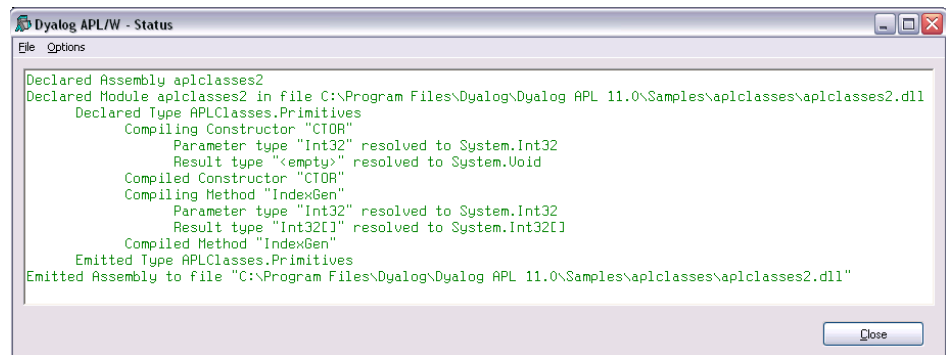 Dyalog APL/W - Status
File Options
Declared Assembly aplclasses2
Declared Module aplclasses2 in file C:\Program Files\Dyalog\Dyalog APL 11.0\Samples\aplclasses\aplclasses2.dll
Declared Type APLClasses.Primitives
Compiling Constructor "CTOR"
Parameter type "Int32" resolved to System.Int32
Result type "<empty>" resolved to System.Void
Compiled Constructor "CTOR"
Compiling Method "IndexGen"
Parameter type "Int32" resolved to System.Int32
Result type "Int32[]" resolved to System.Int32[]
Compiled Method "IndexGen"
Emitted Type APLClasses.Primitives
Emitted Assembly to file "C:\Program Files\Dyalog\Dyalog APL 11.0\Samples\aplclasses\aplclasses2.dll"
Close